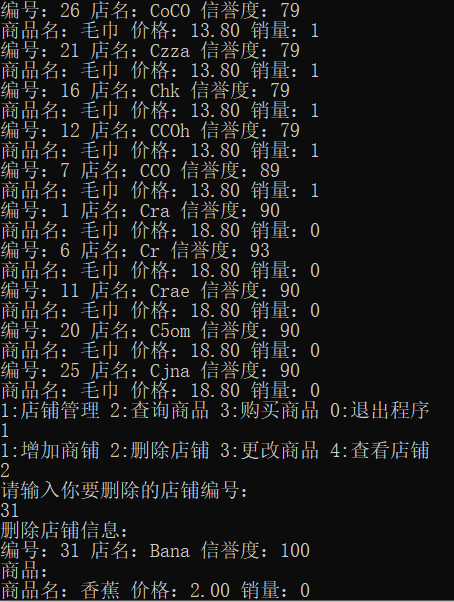 编号: 26 店名: CoCO 信誉度: 79
商品名: 毛巾 价格: 13.80 销量: 1
编号: 21 店名: Czza 信誉度: 79
商品名: 毛巾 价格: 13.80 销量: 1
编号: 16 店名: Chk 信誉度: 79
商品名: 毛巾 价格: 13.80 销量: 1
编号: 12 店名: CCOh 信誉度: 79
商品名: 毛巾 价格: 13.80 销量: 1
编号: 7 店名: CCO 信誉度: 89
商品名: 毛巾 价格: 13.80 销量: 1
编号: 1 店名: Cra 信誉度: 90
商品名: 毛巾 价格: 18.80 销量: 0
编号: 6 店名: Cr 信誉度: 93
商品名: 毛巾 价格: 18.80 销量: 0
编号: 11 店名: Crae 信誉度: 90
商品名: 毛巾 价格: 18.80 销量: 0
编号: 20 店名: C5om 信誉度: 90
商品名: 毛巾 价格: 18.80 销量: 0
编号: 25 店名: Cjna 信誉度: 90
商品名: 毛巾 价格: 18.80 销量: 0
1:店铺管理 2:查询商品 3:购买商品 0:退出程序
1
1:增加商铺 2:删除店铺 3:更改商品 4:查看店铺
2
请输入你要删除的店铺编号:
31
删除店铺信息:
编号: 31 店名: Bana 信誉度: 100
商品:
商品名: 香蕉 价格: 2.00 销量: 0